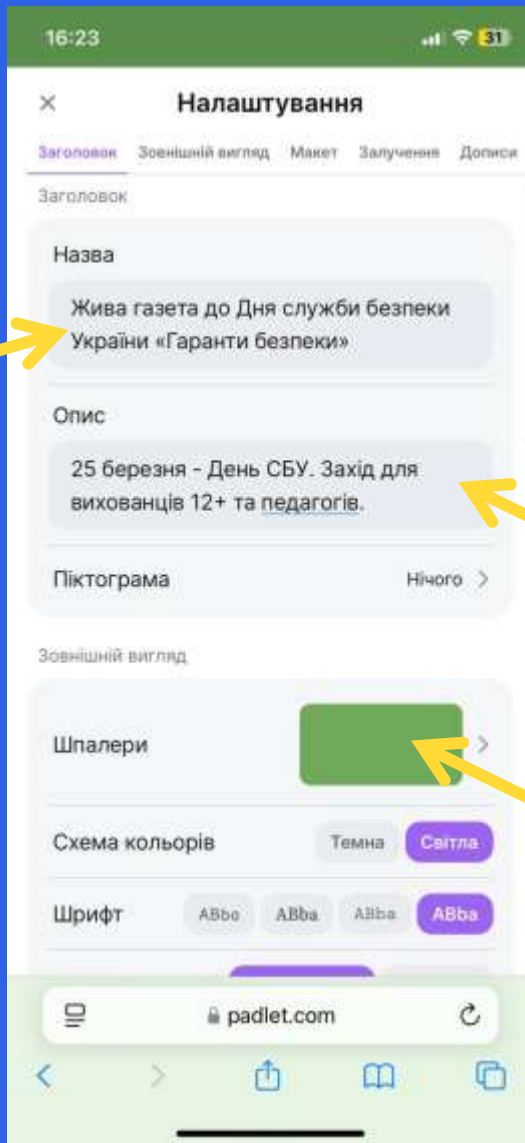 16:23
31
Налаштування
Заголовок Зовнішній вигляд Макет Залучення Дописи
Заголовок
Назва
Жива газета до Дня служби безпеки
України «Гаранти безпеки»
Опис
25 березня - День СБУ. Захід для
вихованців 12+ та педагогів.
Піктограма Нічого
Зовнішній вигляд
Шпалери
Схема кольорів Темна Світла
Шрифт ABba ABba ABba ABba
padlet.com